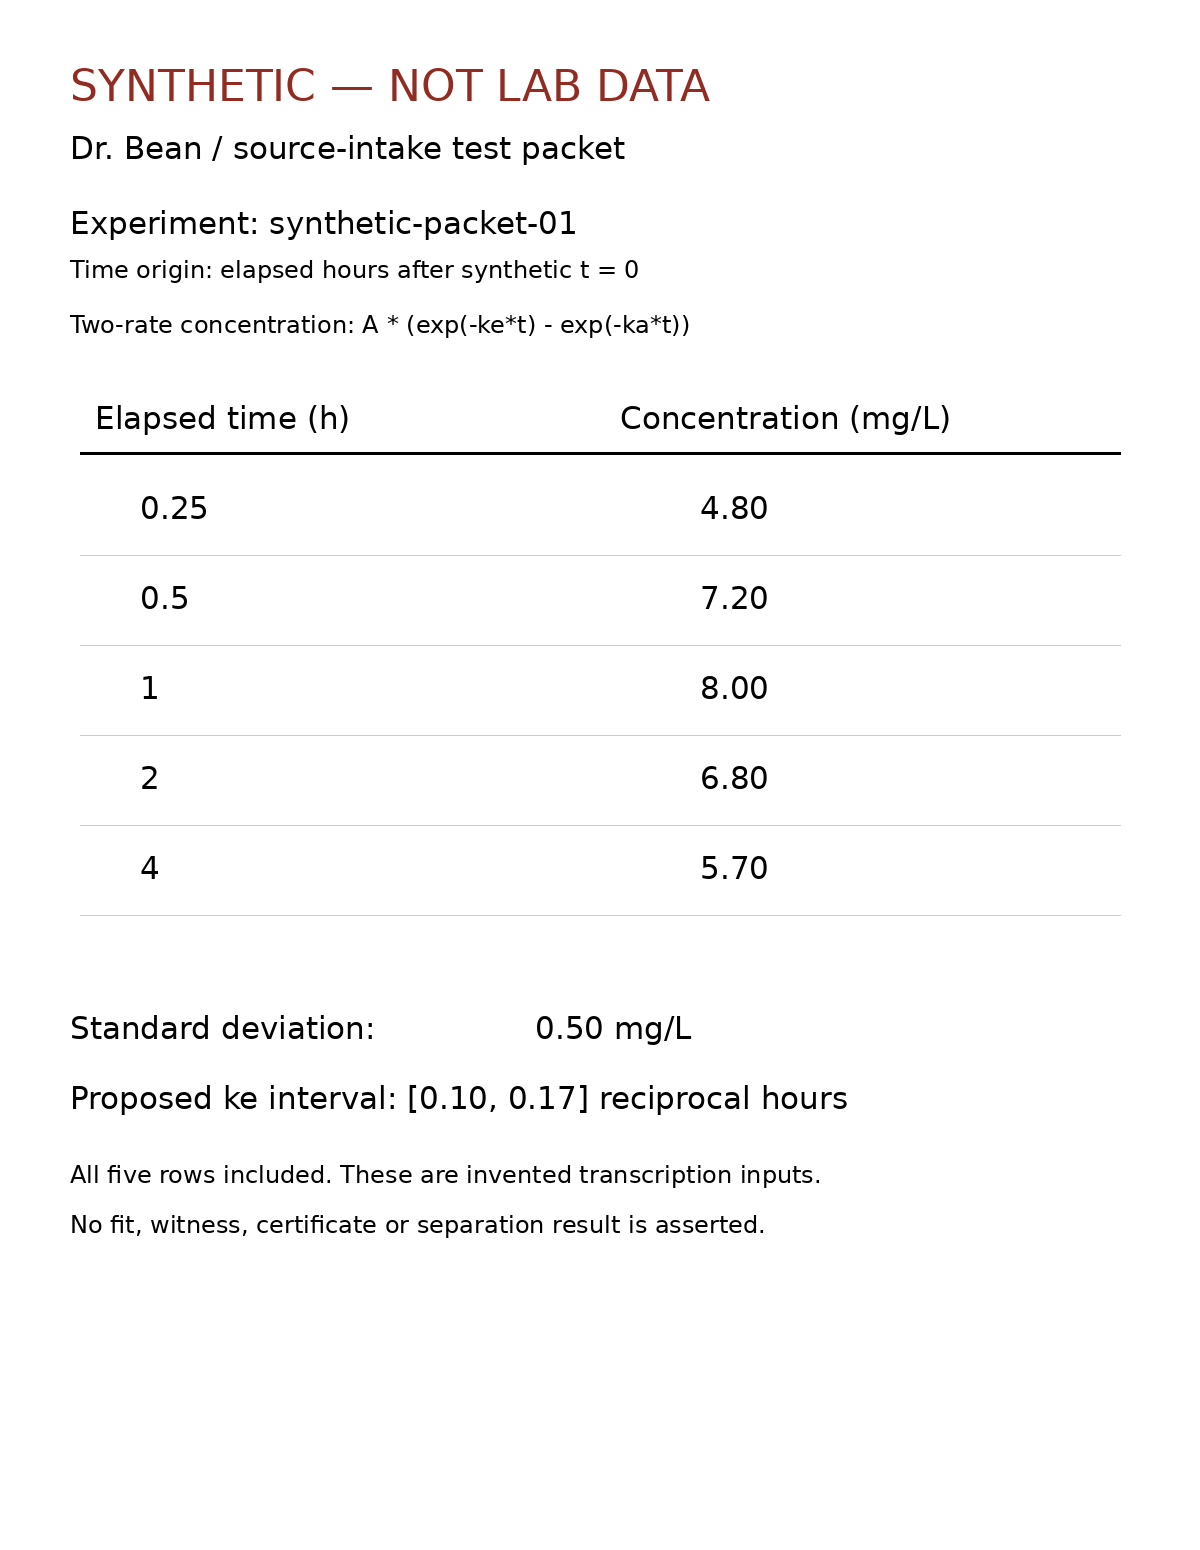 SYNTHETIC — NOT LAB DATA
Dr. Bean / source-intake test packet
Experiment: synthetic-packet-01
Time origin: elapsed hours after synthetic t = 0
Two-rate concentration: A * (exp(-ke*t) - exp(-ka*t))
Elapsed time (h) Concentration (mg/L)
0.25 4.80
0.5 7.20
1 8.00
2 6.80
4 5.70
Standard deviation: 0.50 mg/L
Proposed ke interval: [0.10, 0.17] reciprocal hours
All five rows included. These are invented transcription inputs.
No fit, witness, certificate or separation result is asserted.